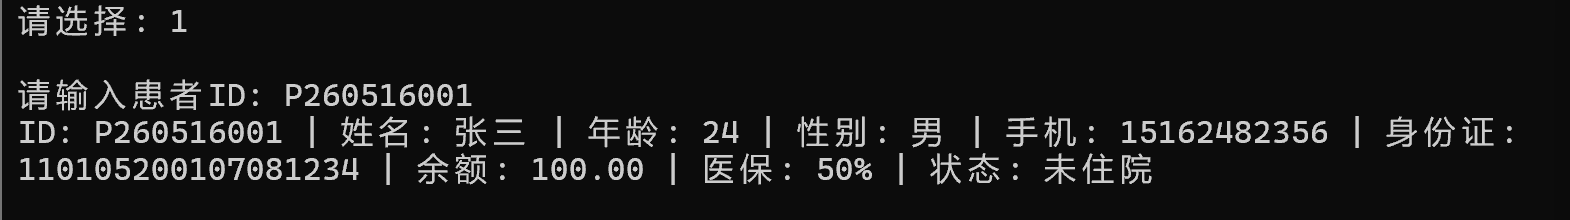 请选择: 1
请输入患者ID: P260516001
ID: P260516001 | 姓名: 张三 | 年龄: 24 | 性别: 男 | 手机: 15162482356 | 身份证:
110105200107081234 | 余额: 100.00 | 医保: 50% | 状态: 未住院